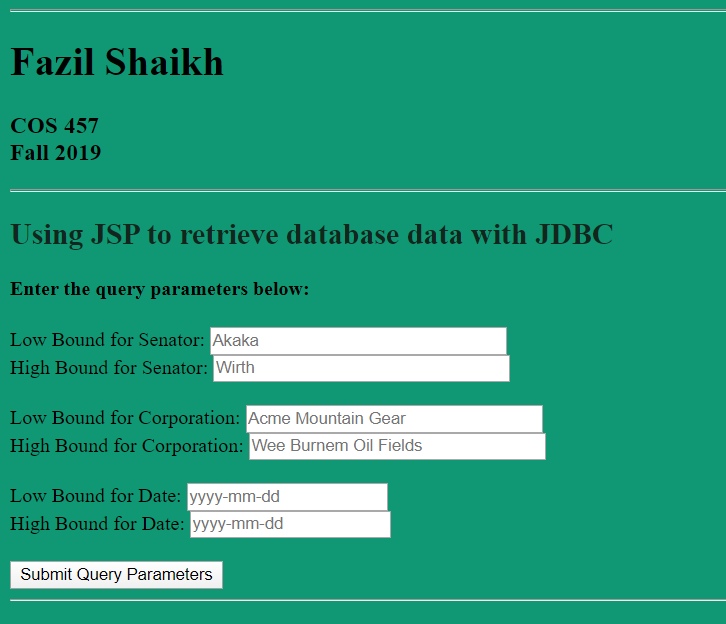 Fazil Shaikh
COS 457
Fall 2019
Using JSP to retrieve database data with JDBC
Enter the query parameters below:
Low Bound for Senator: Akaka
High Bound for Senator: Wirth
Low Bound for Corporation: Acme Mountain Gear
High Bound for Corporation: Wee Burnem Oil Fields
Low Bound for Date: yyyy-mm-dd
High Bound for Date: yyyy-mm-dd
Submit Query Parameters